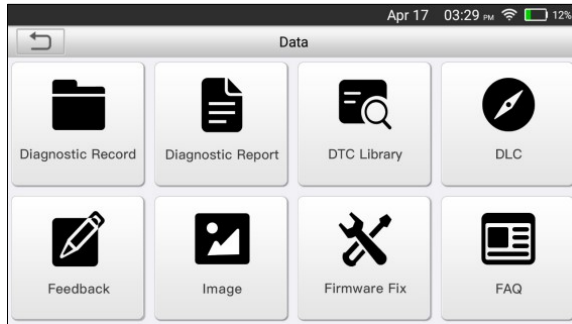 Apr 17 03:29 PM 12%
Data
Diagnostic Record
Diagnostic Report
DTC Library
DLC
Feedback
Image
Firmware Fix
FAQ